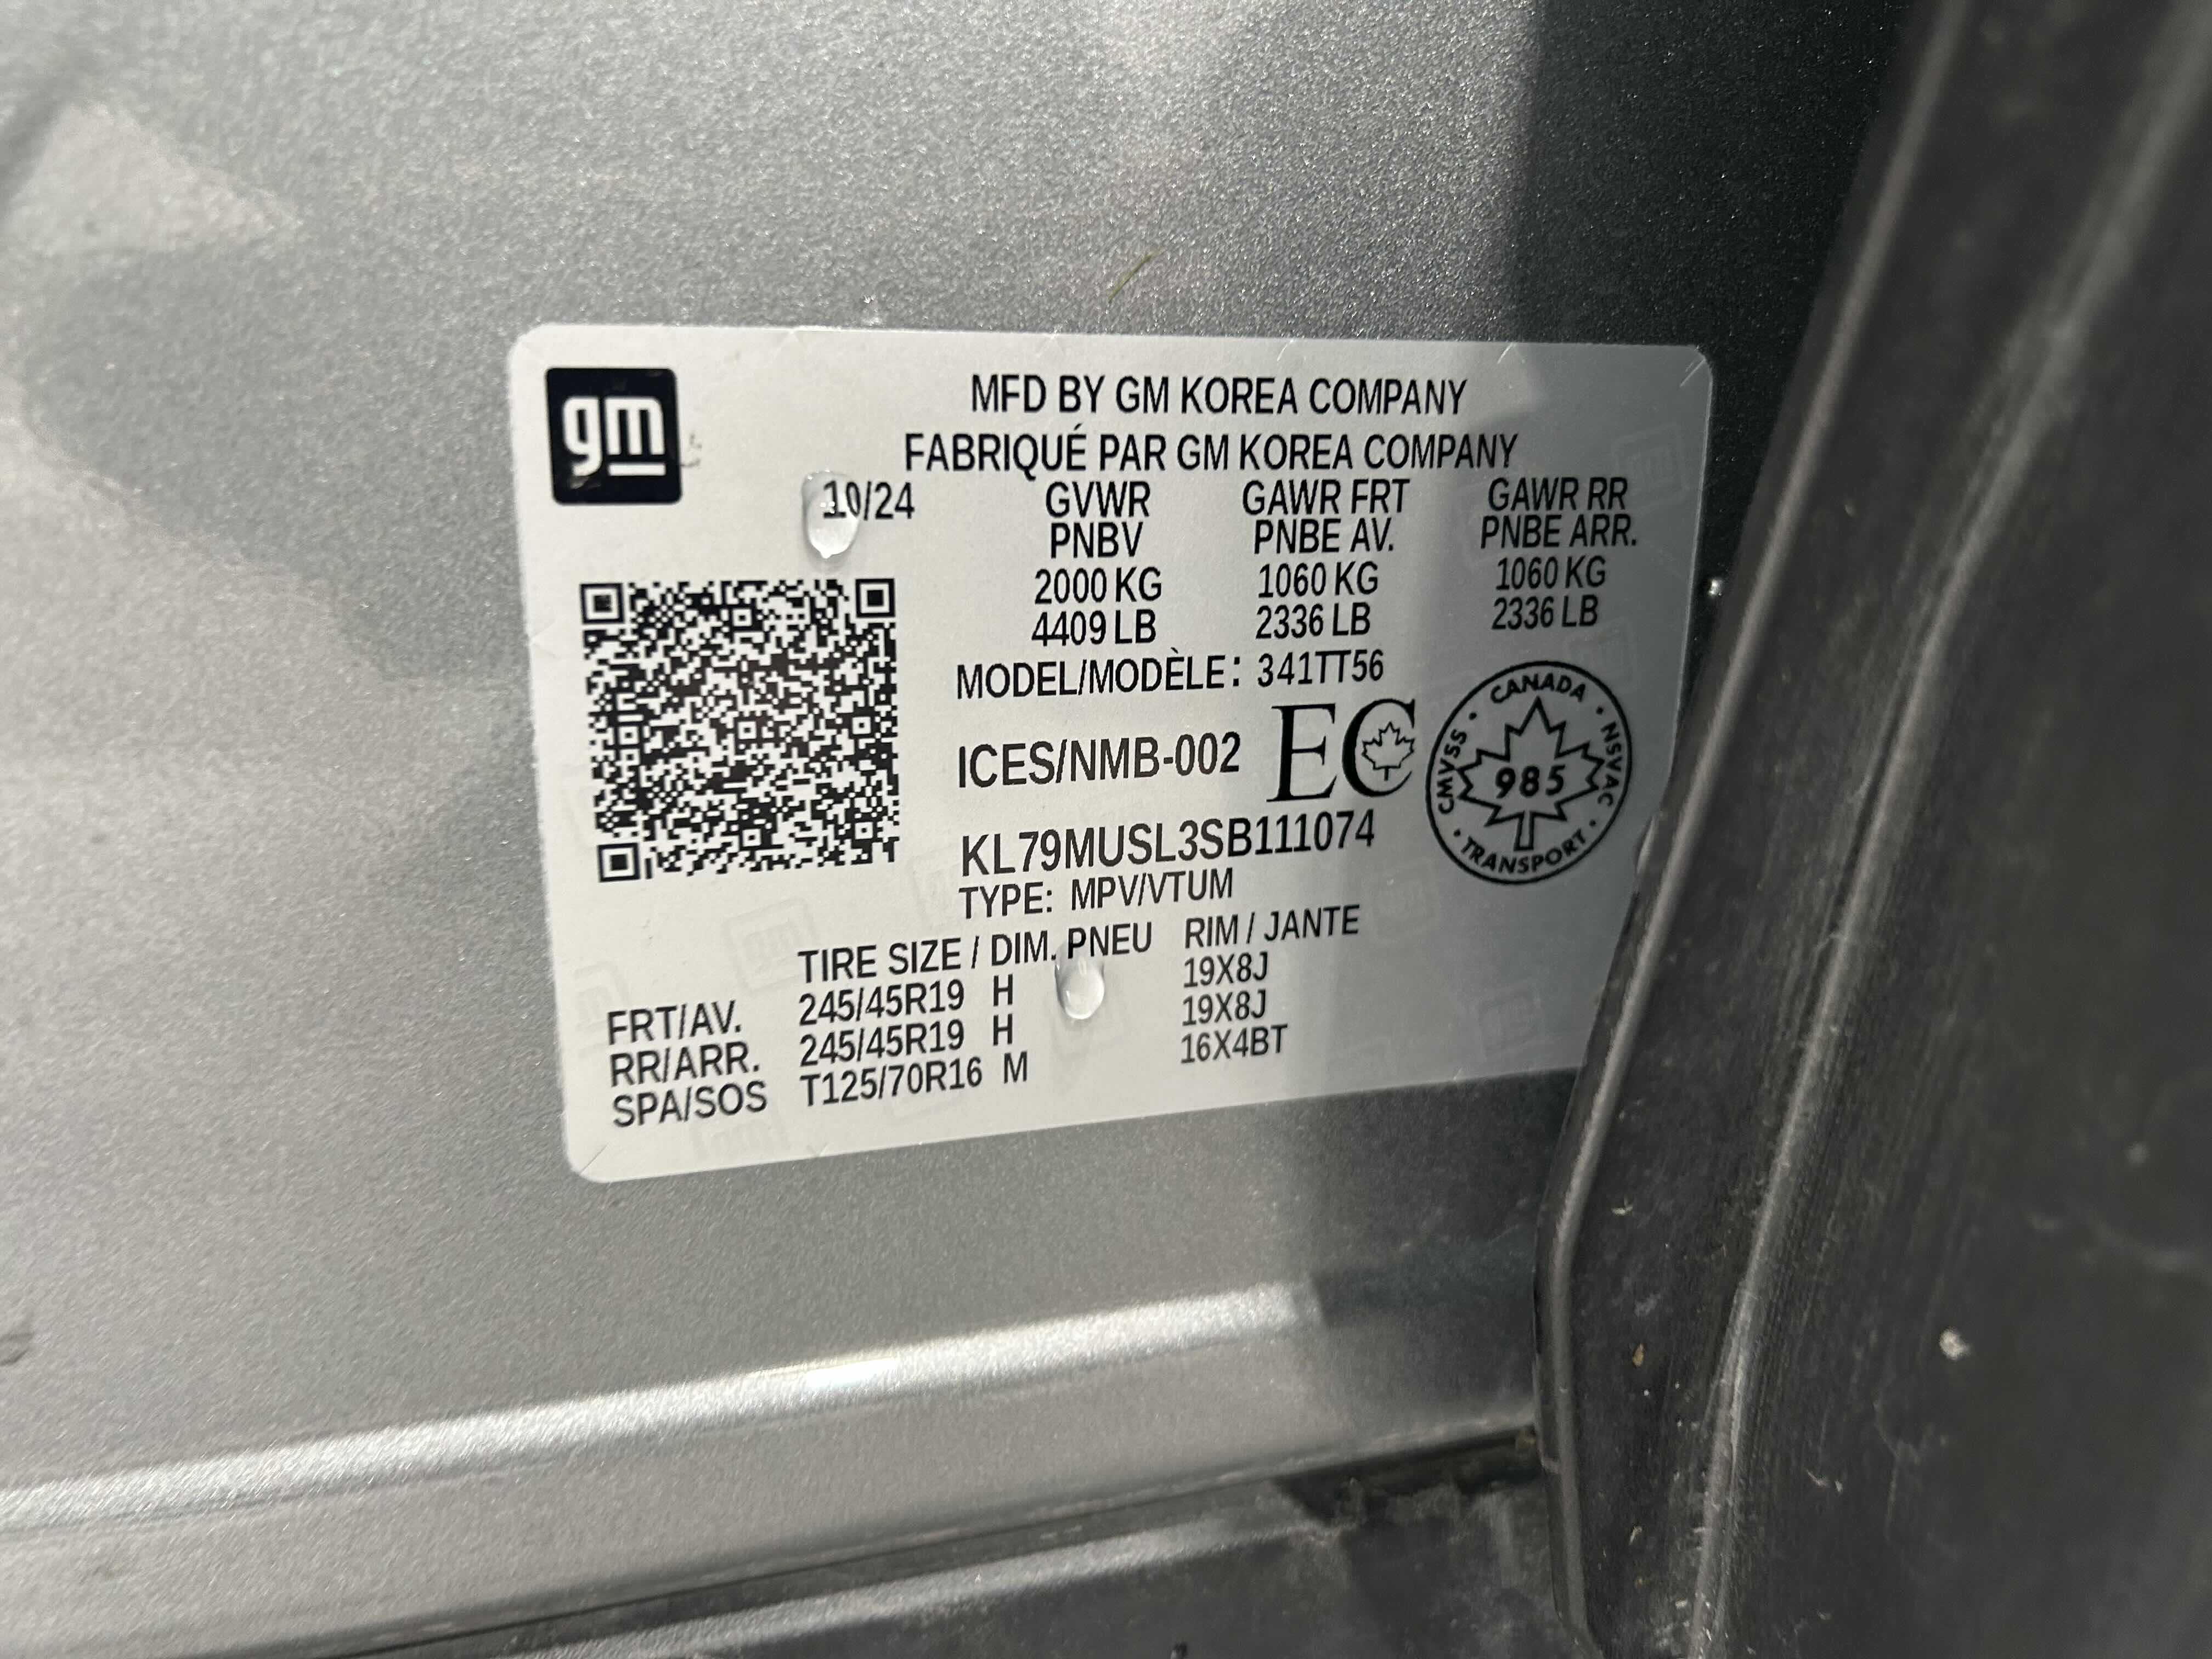 gm
MFD BY GM KOREA COMPANY
FABRIQUÉ PAR GM KOREA COMPANY
10/24 GVWR GAWR FRT GAWR RR
PNBV PNBE AV. PNBE ARR.
2000 KG 1060 KG 1060 KG
4409 LB 2336 LB 2336 LB
MODEL/MODÈLE: 341TT56
ICES/NMB-002 EC
CANADA · NSVAC · TRANSPORT · CMVSS ·
985
KL79MUSL3SB111074
TYPE: MPV/VTUM
TIRE SIZE / DIM. PNEU RIM / JANTE
FRT/AV. 245/45R19 H 19X8J
RR/ARR. 245/45R19 H 19X8J
SPA/SOS T125/70R16 M 16X4BT